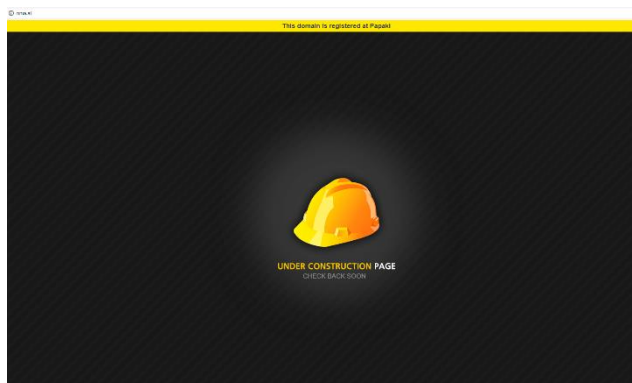 This domain is registered at Papaki
UNDER CONSTRUCTION PAGE
CHECK BACK SOON